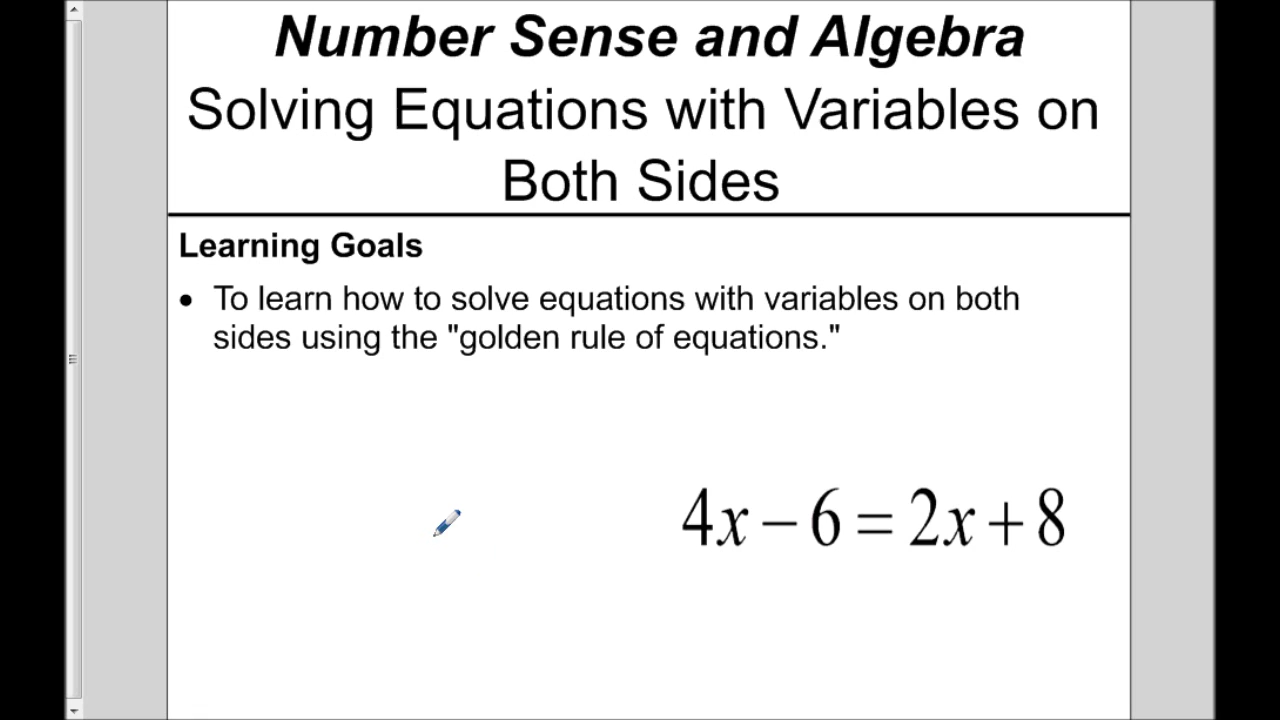 Number Sense and Algebra
Solving Equations with Variables on
Both Sides
Learning Goals
• To learn how to solve equations with variables on both
sides using the "golden rule of equations."
4x − 6 = 2x + 8